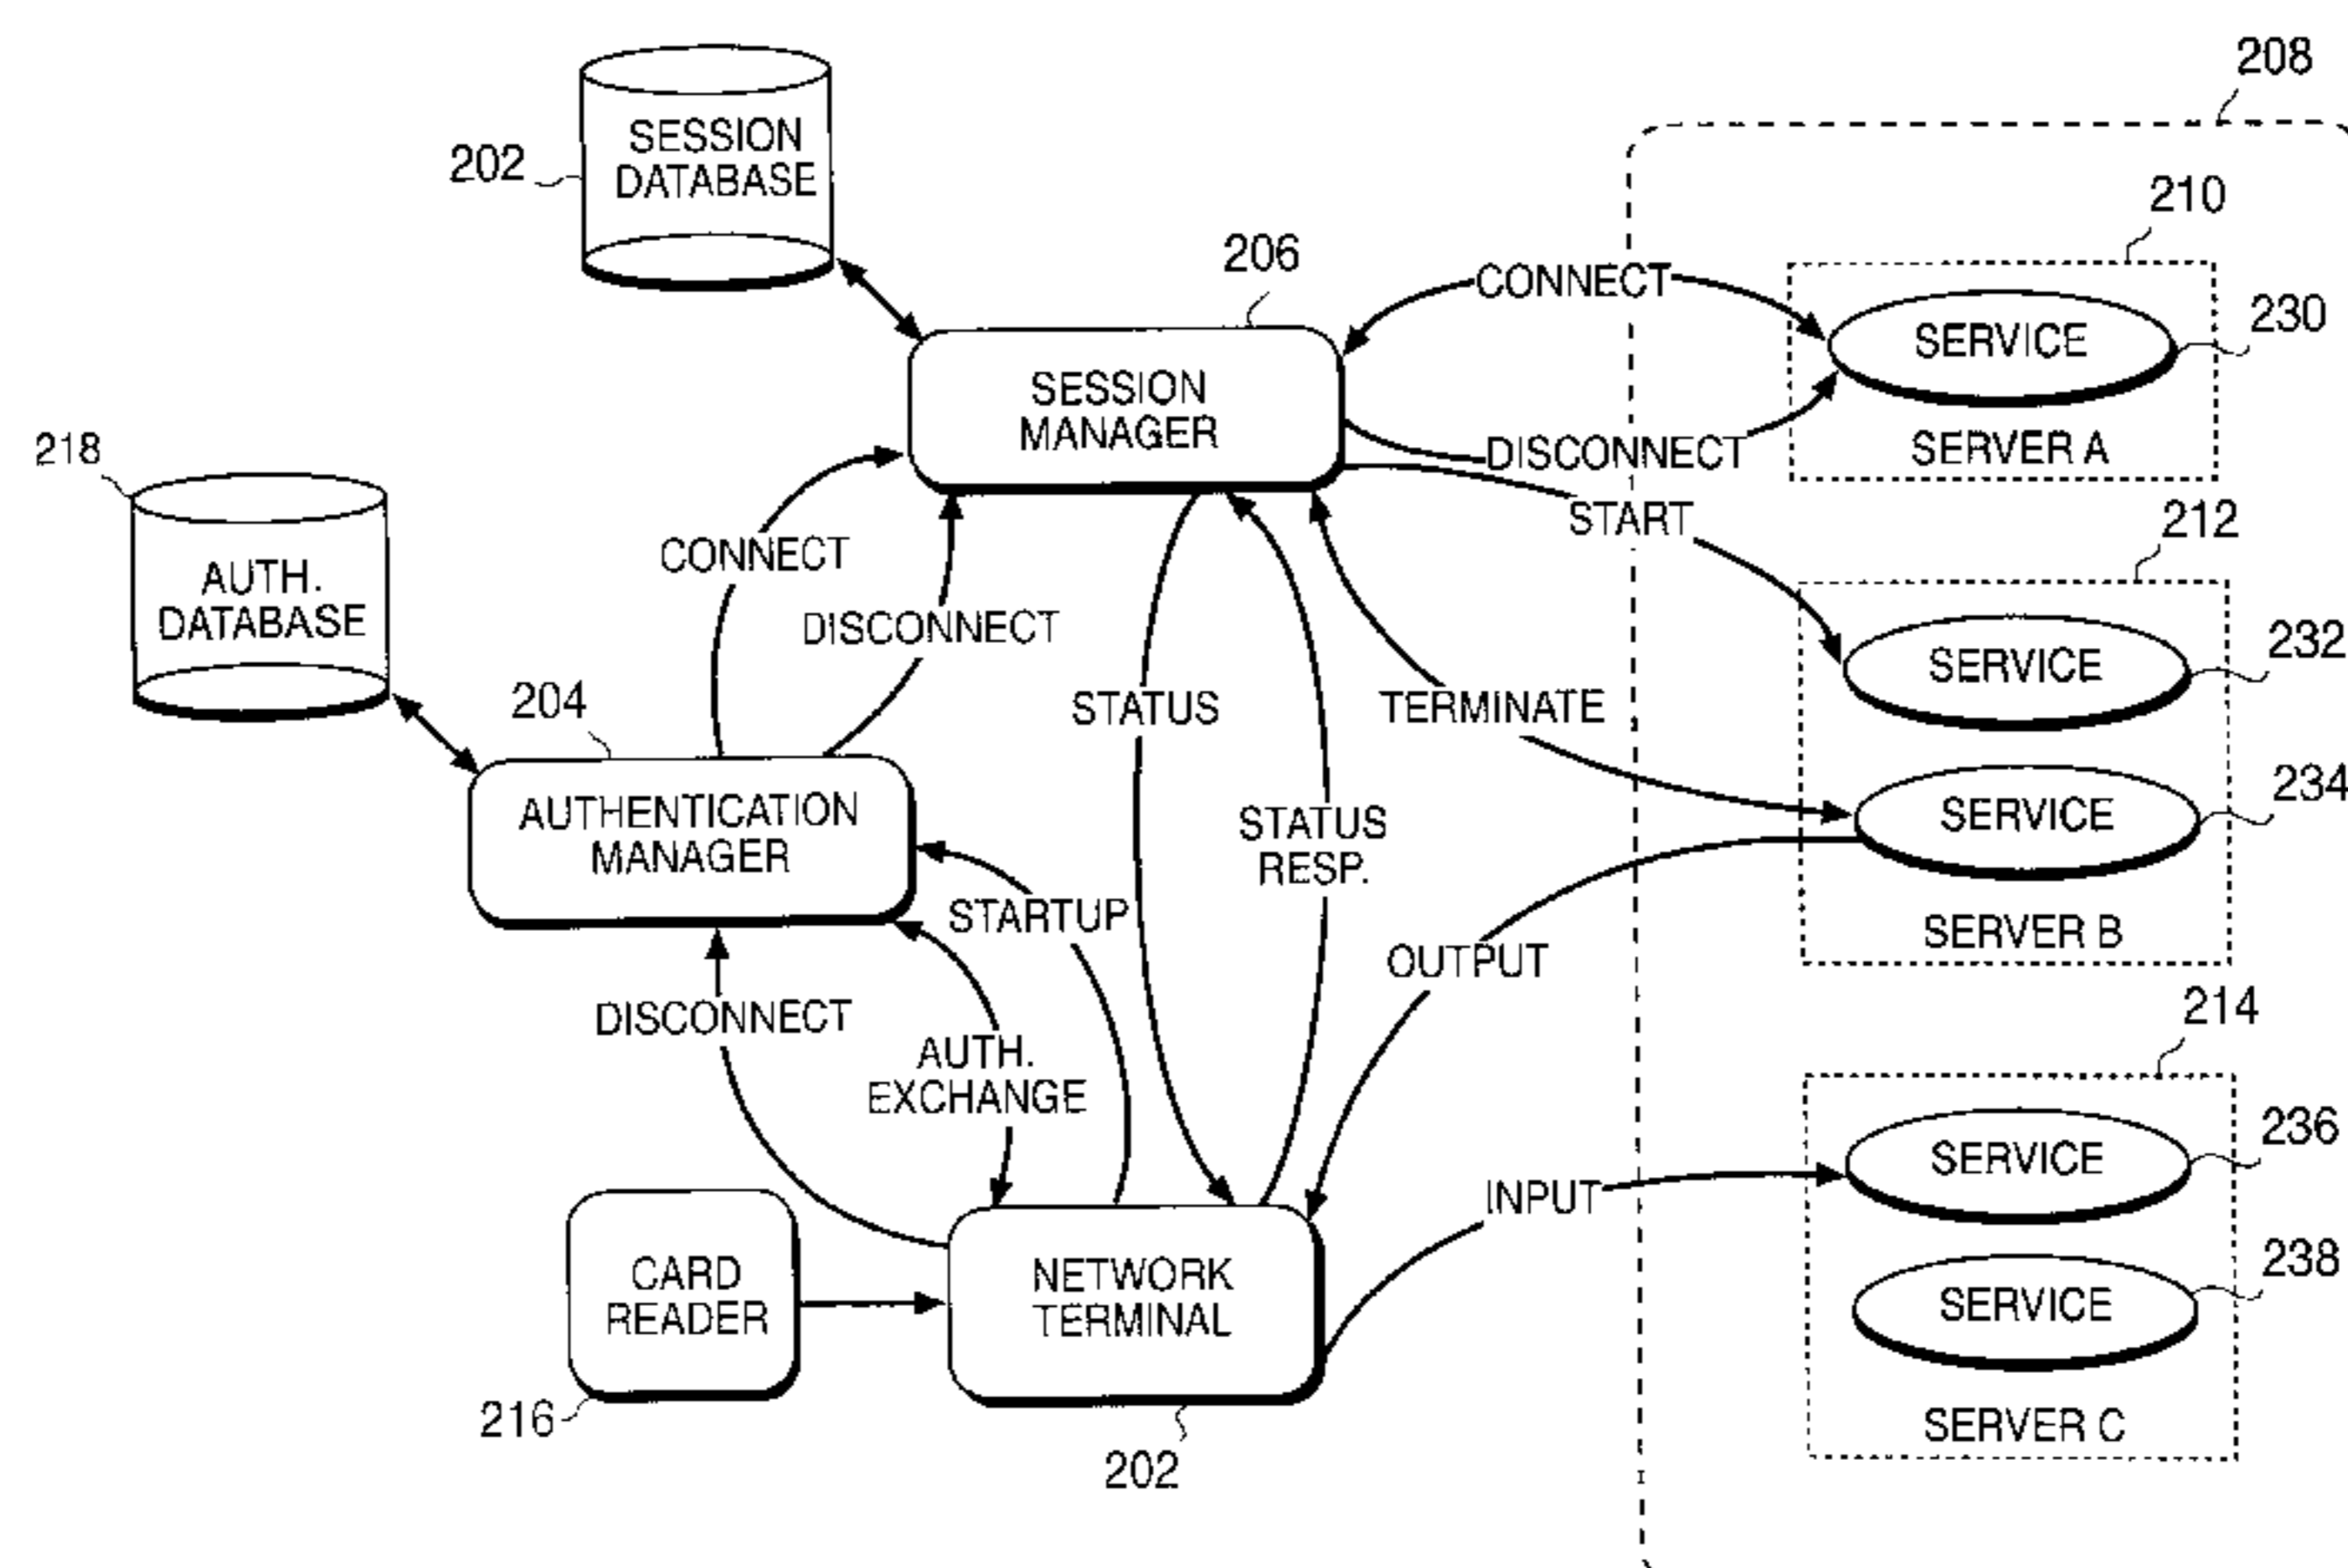 208
SESSION
DATABASE
202
210
206
CONNECT
230
SERVICE
SESSION
MANAGER
218
DISCONNECT
SERVER A
START
212
CONNECT
AUTH.
DATABASE
DISCONNECT
232
SERVICE
204
STATUS
TERMINATE
234
AUTHENTICATION
MANAGER
SERVICE
STATUS
RESP.
STARTUP
SERVER B
OUTPUT
DISCONNECT
214
AUTH.
EXCHANGE
236
SERVICE
INPUT
238
CARD
READER
NETWORK
TERMINAL
SERVICE
216
SERVER C
202